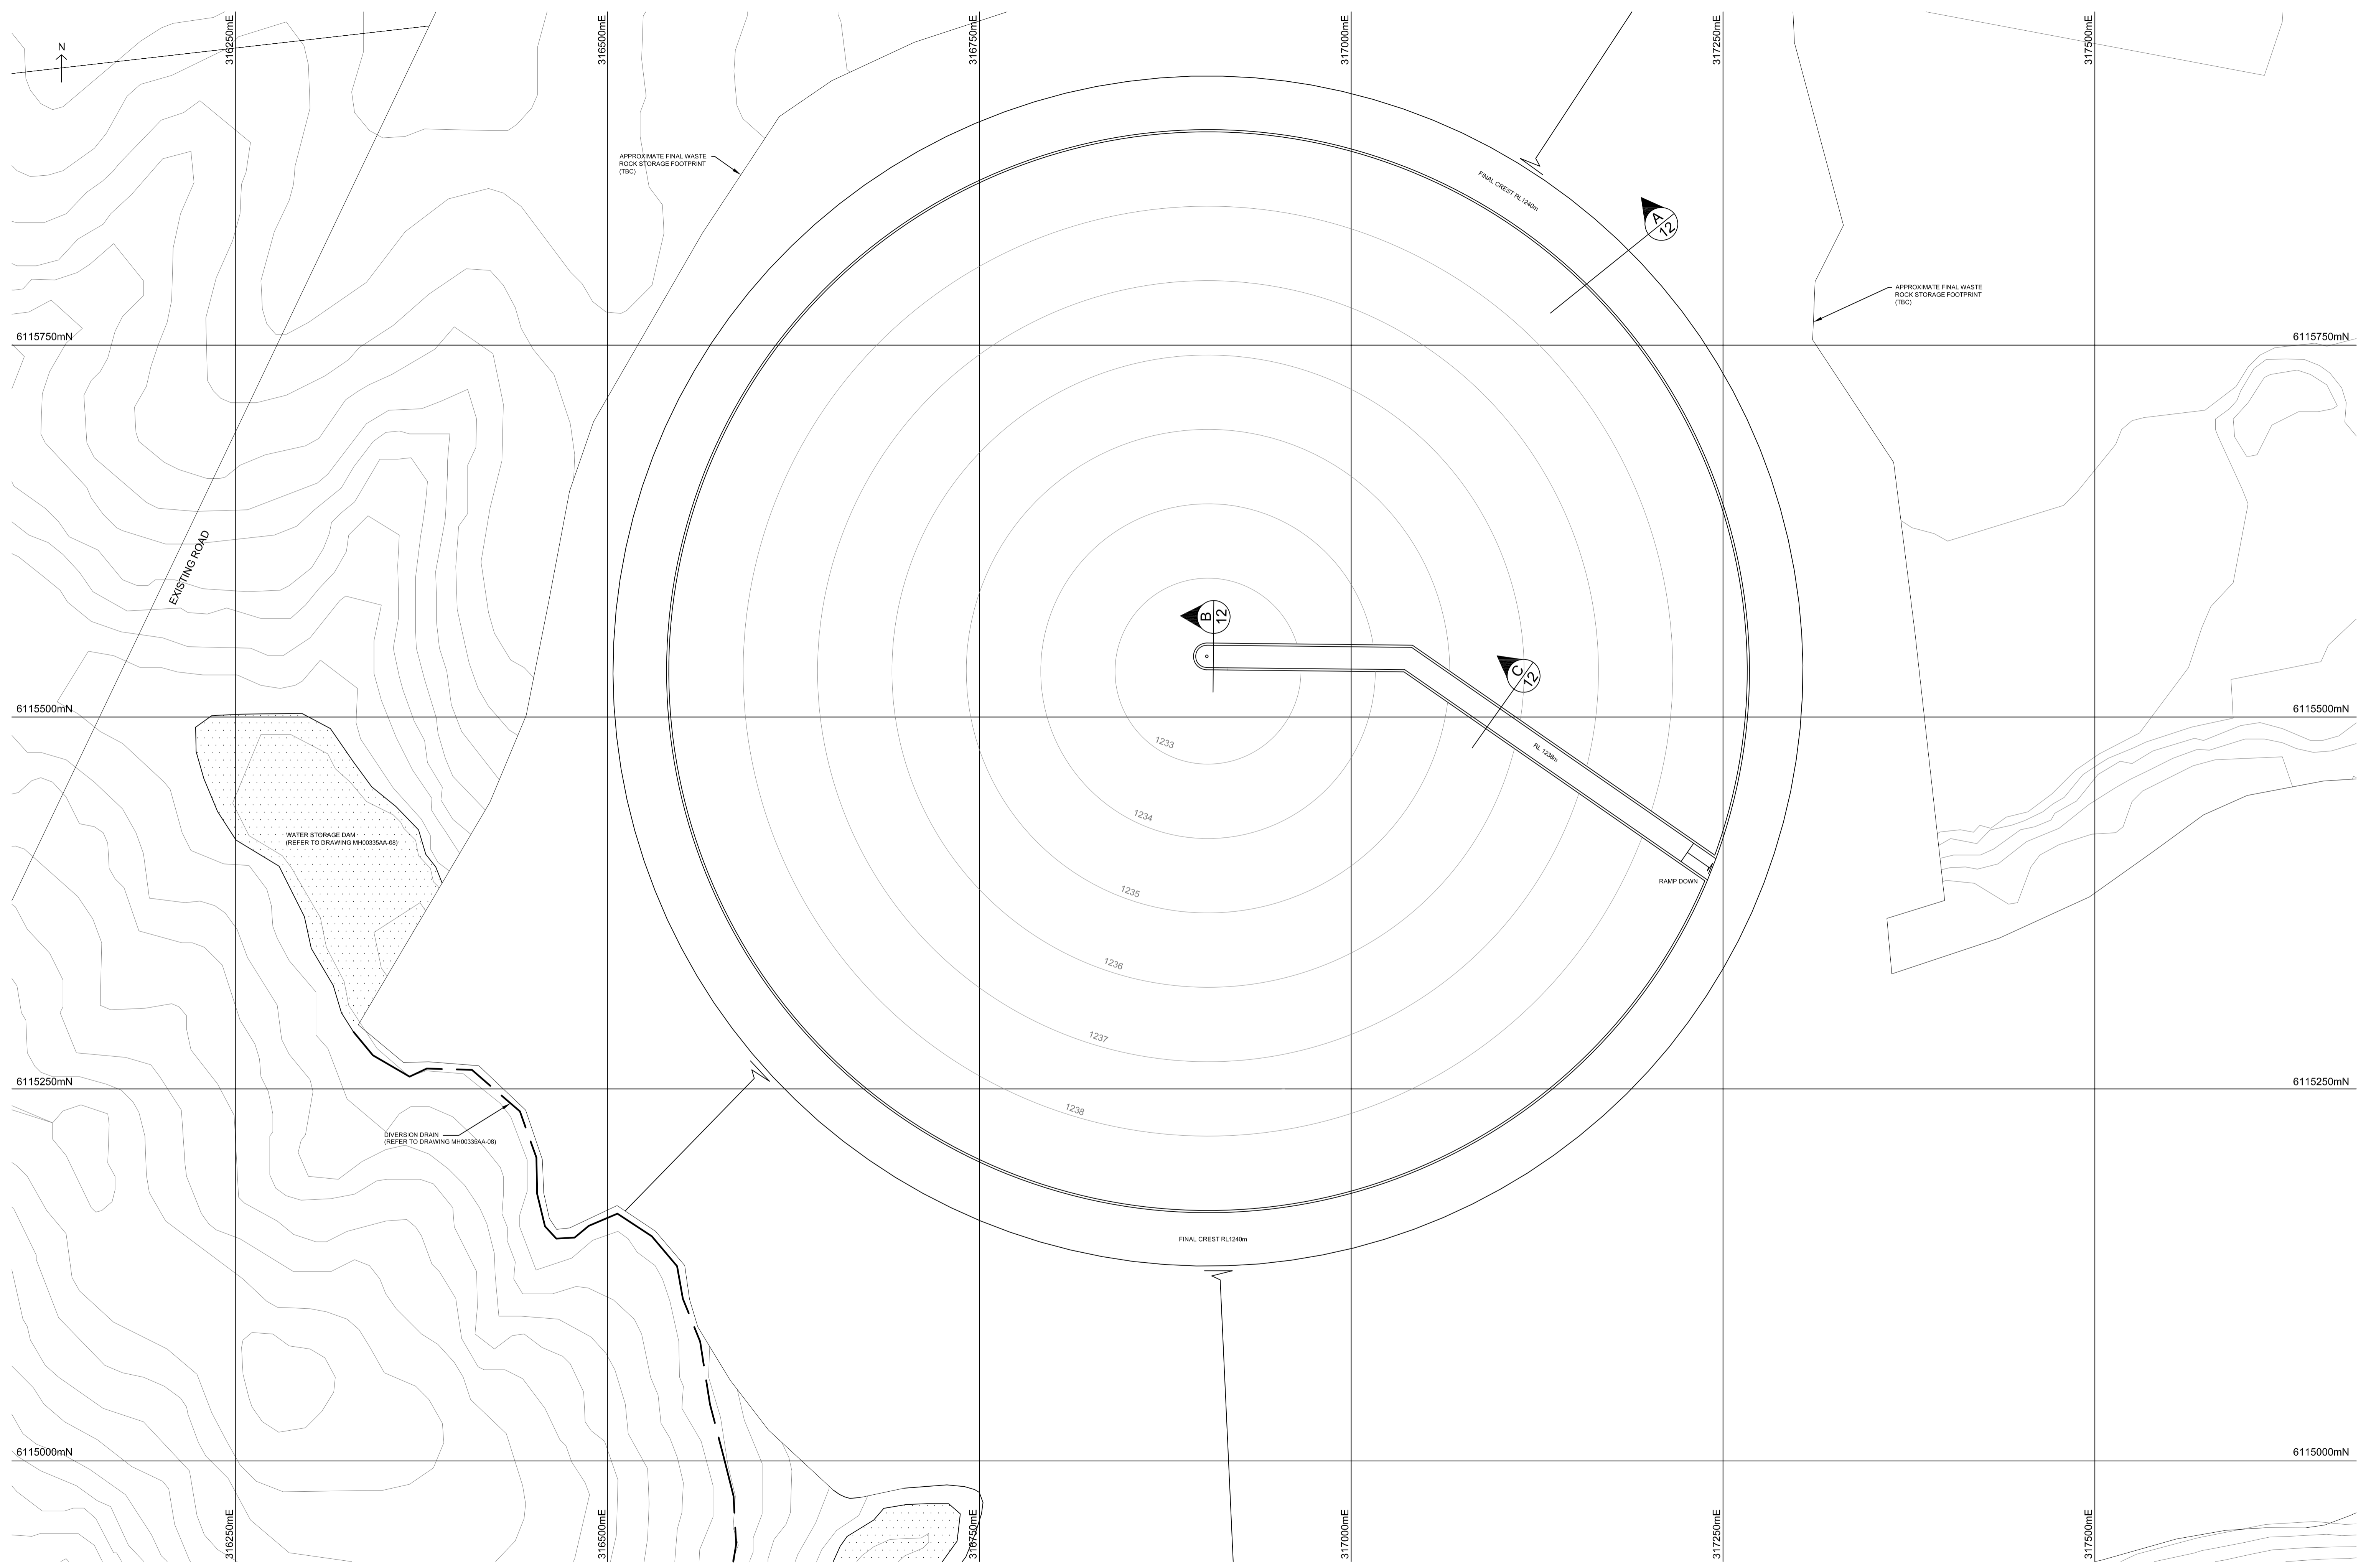 N
316250mE
316500mE
316750mE
317000mE
317250mE
317500mE
APPROXIMATE FINAL WASTE
ROCK STORAGE FOOTPRINT
(TBC)
FINAL CREST RL1240m
A
12
APPROXIMATE FINAL WASTE
ROCK STORAGE FOOTPRINT
(TBC)
6115750mN
6115750mN
EXISTING ROAD
B
12
C
12
6115500mN
6115500mN
1233
RL 1238m
1234
WATER STORAGE DAM
(REFER TO DRAWING MH00335AA-08)
RAMP DOWN
1235
1236
1237
6115250mN
6115250mN
1238
DIVERSION DRAIN
(REFER TO DRAWING MH00335AA-08)
FINAL CREST RL1240m
6115000mN
6115000mN
316250mE
316500mE
316750mE
317000mE
317250mE
317500mE